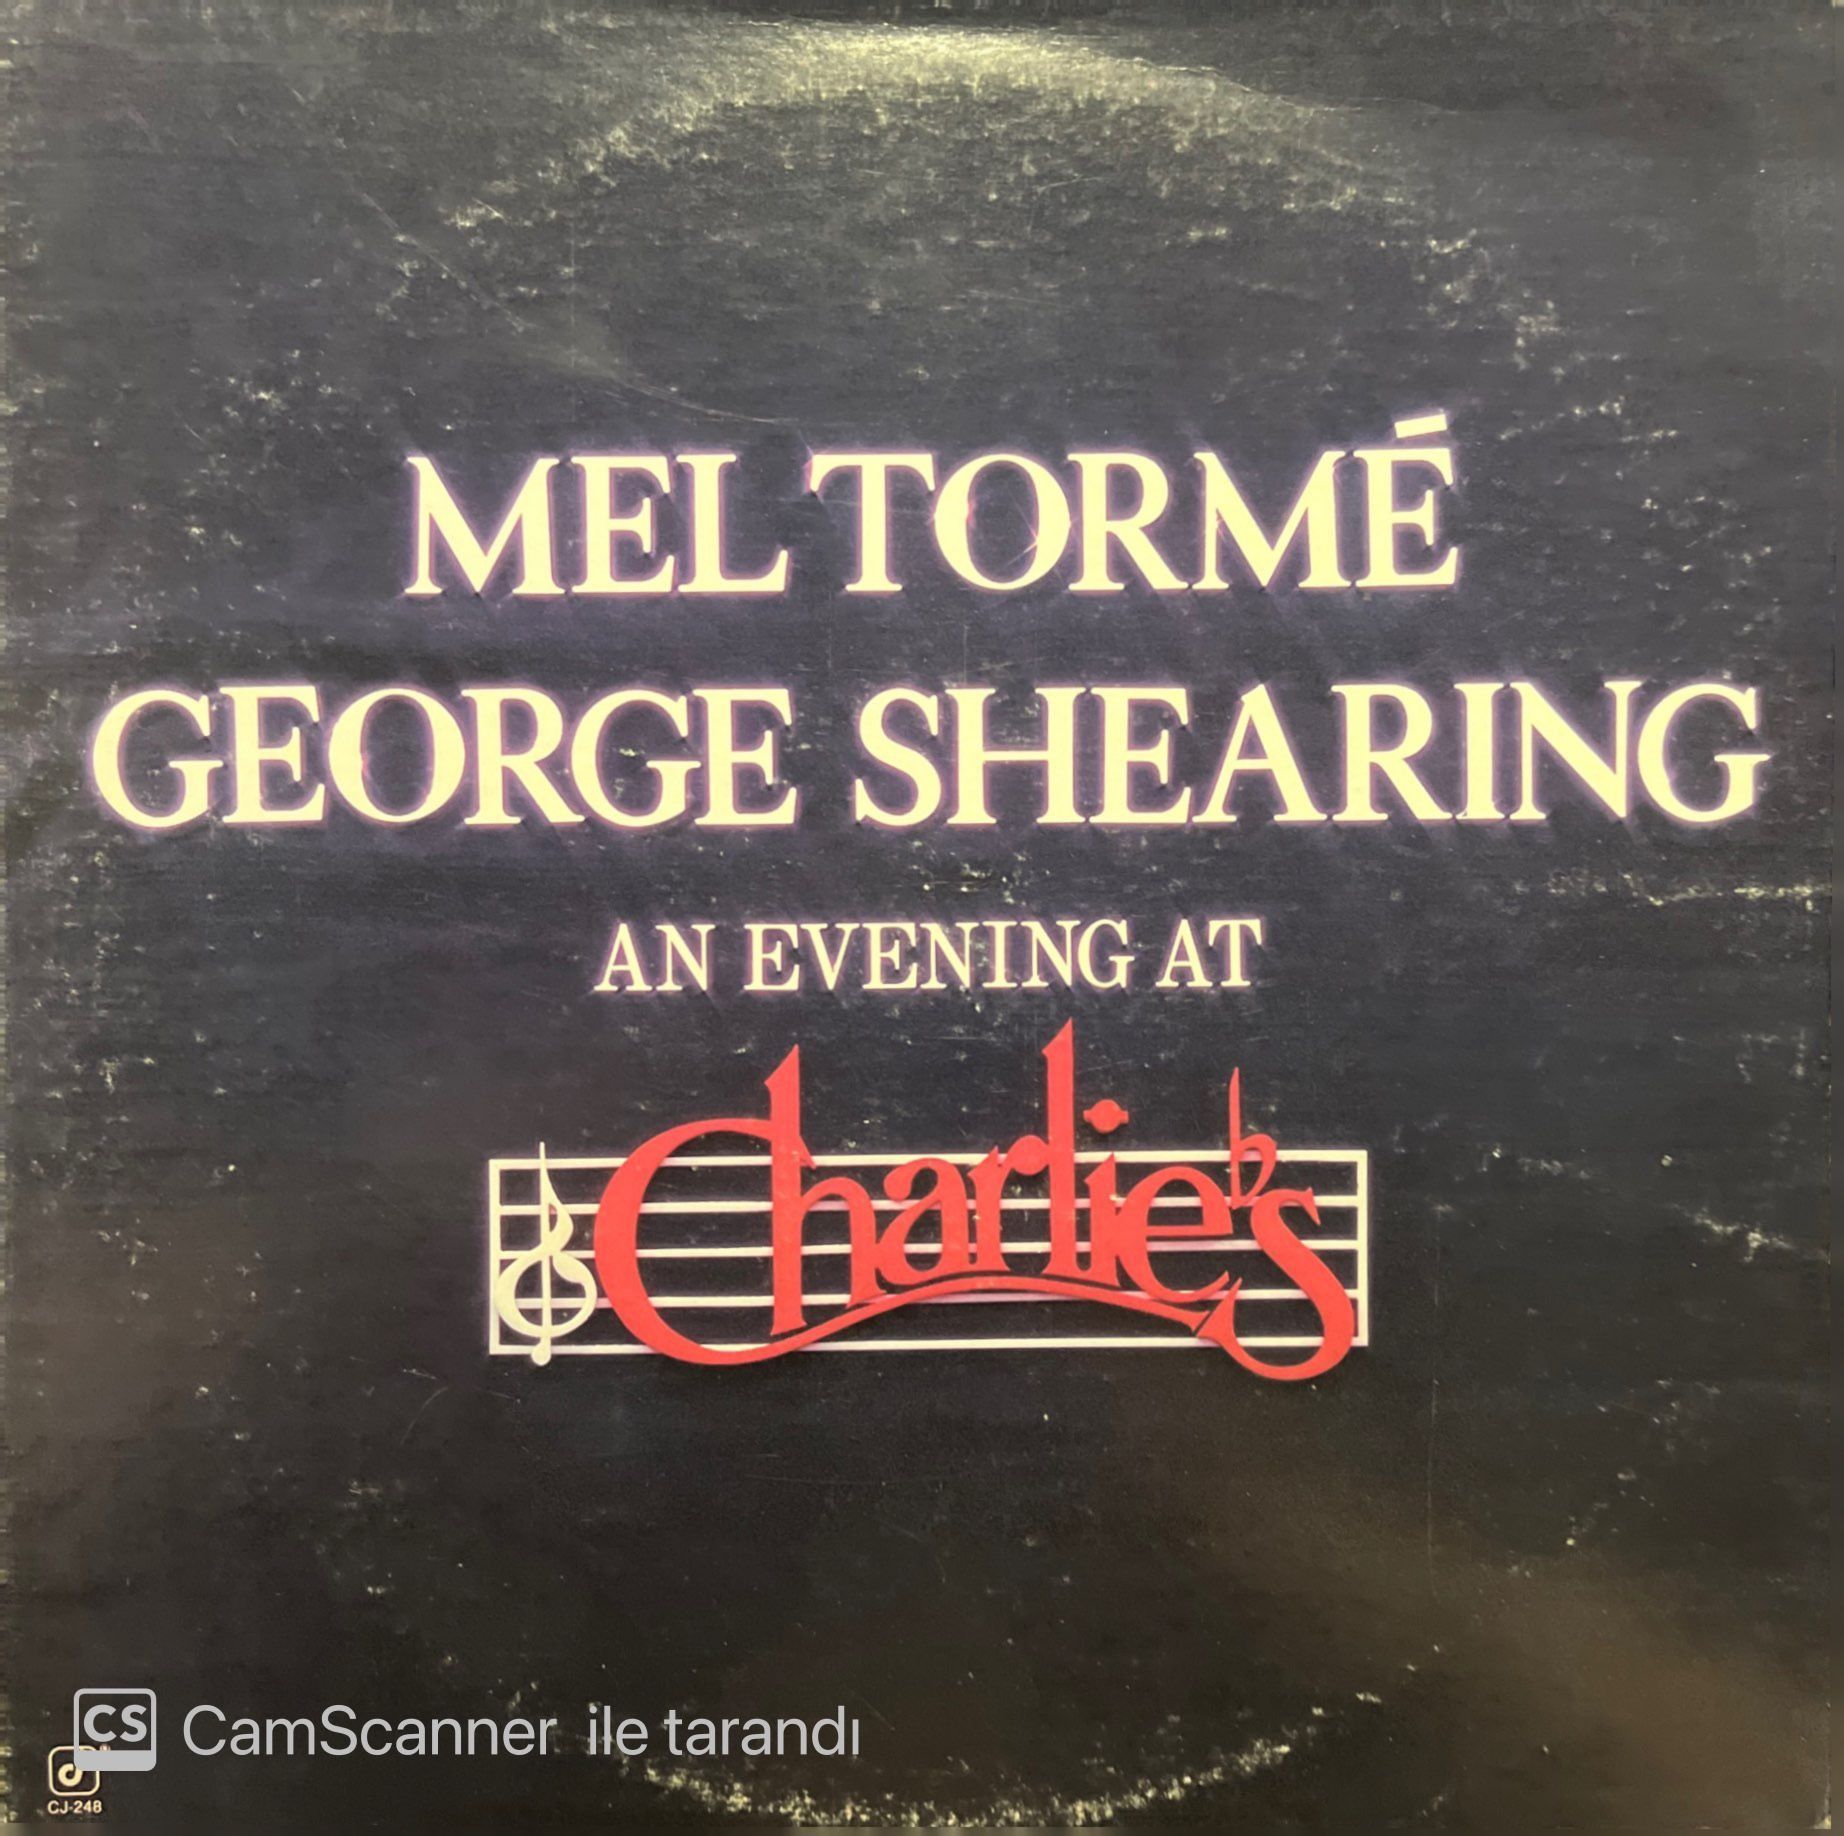 MEL TORMÉ
GEORGE SHEARING
AN EVENING AT
Charlie's
CS CamScanner ile tarandı
CJ-248